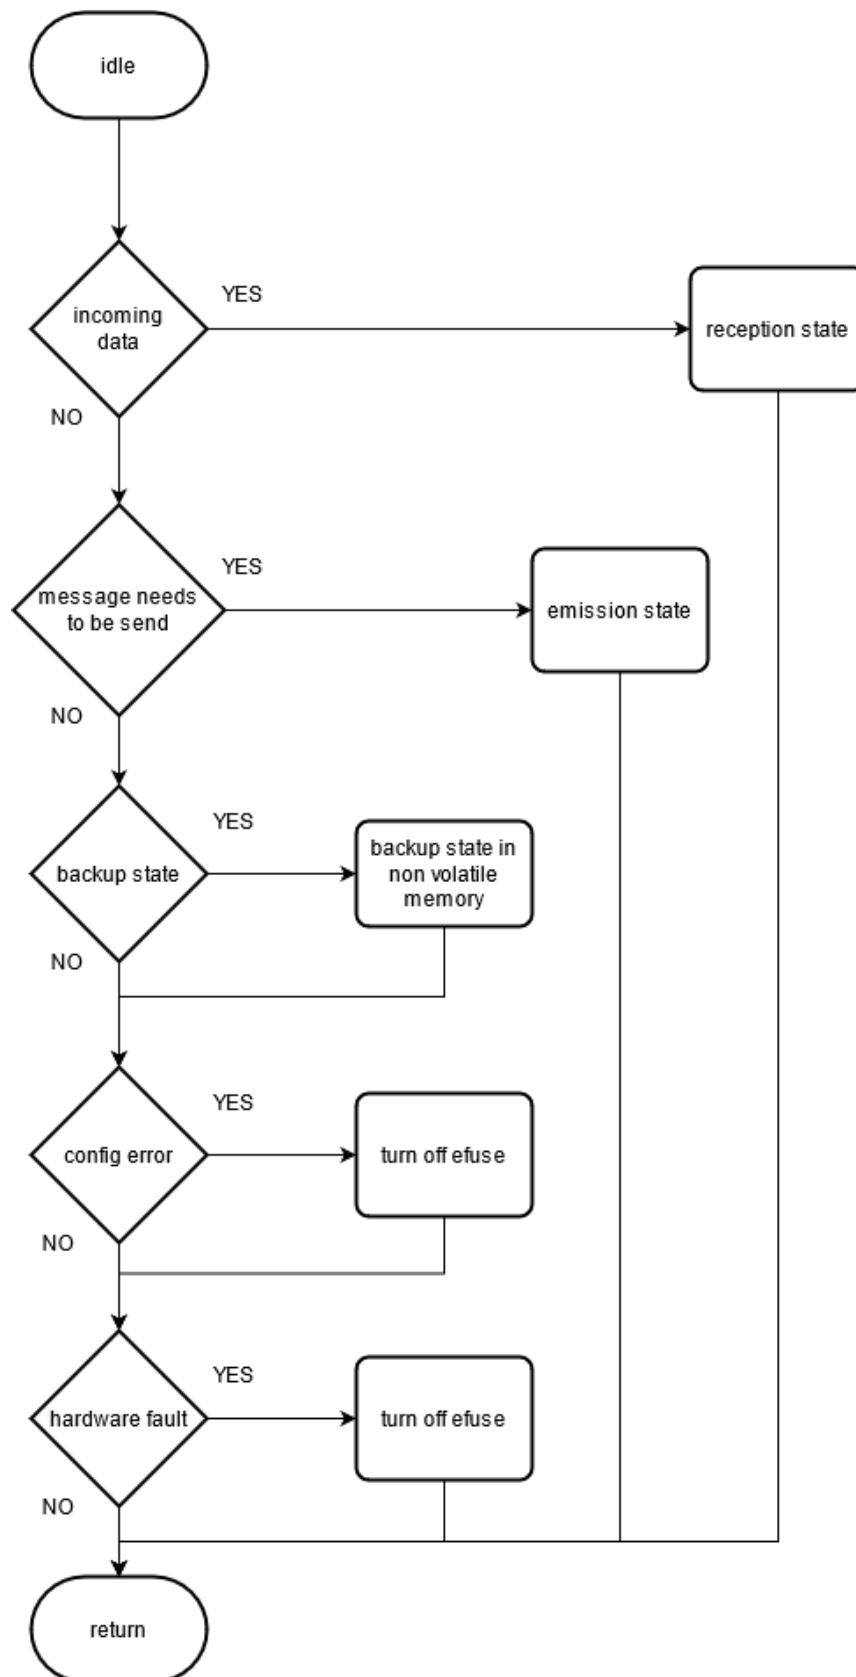 idle
incoming
data
YES
reception state
NO
message needs
to be send
YES
emission state
NO
backup state
YES
backup state in
non volatile
memory
NO
config error
YES
turn off efuse
NO
hardware fault
YES
turn off efuse
NO
return